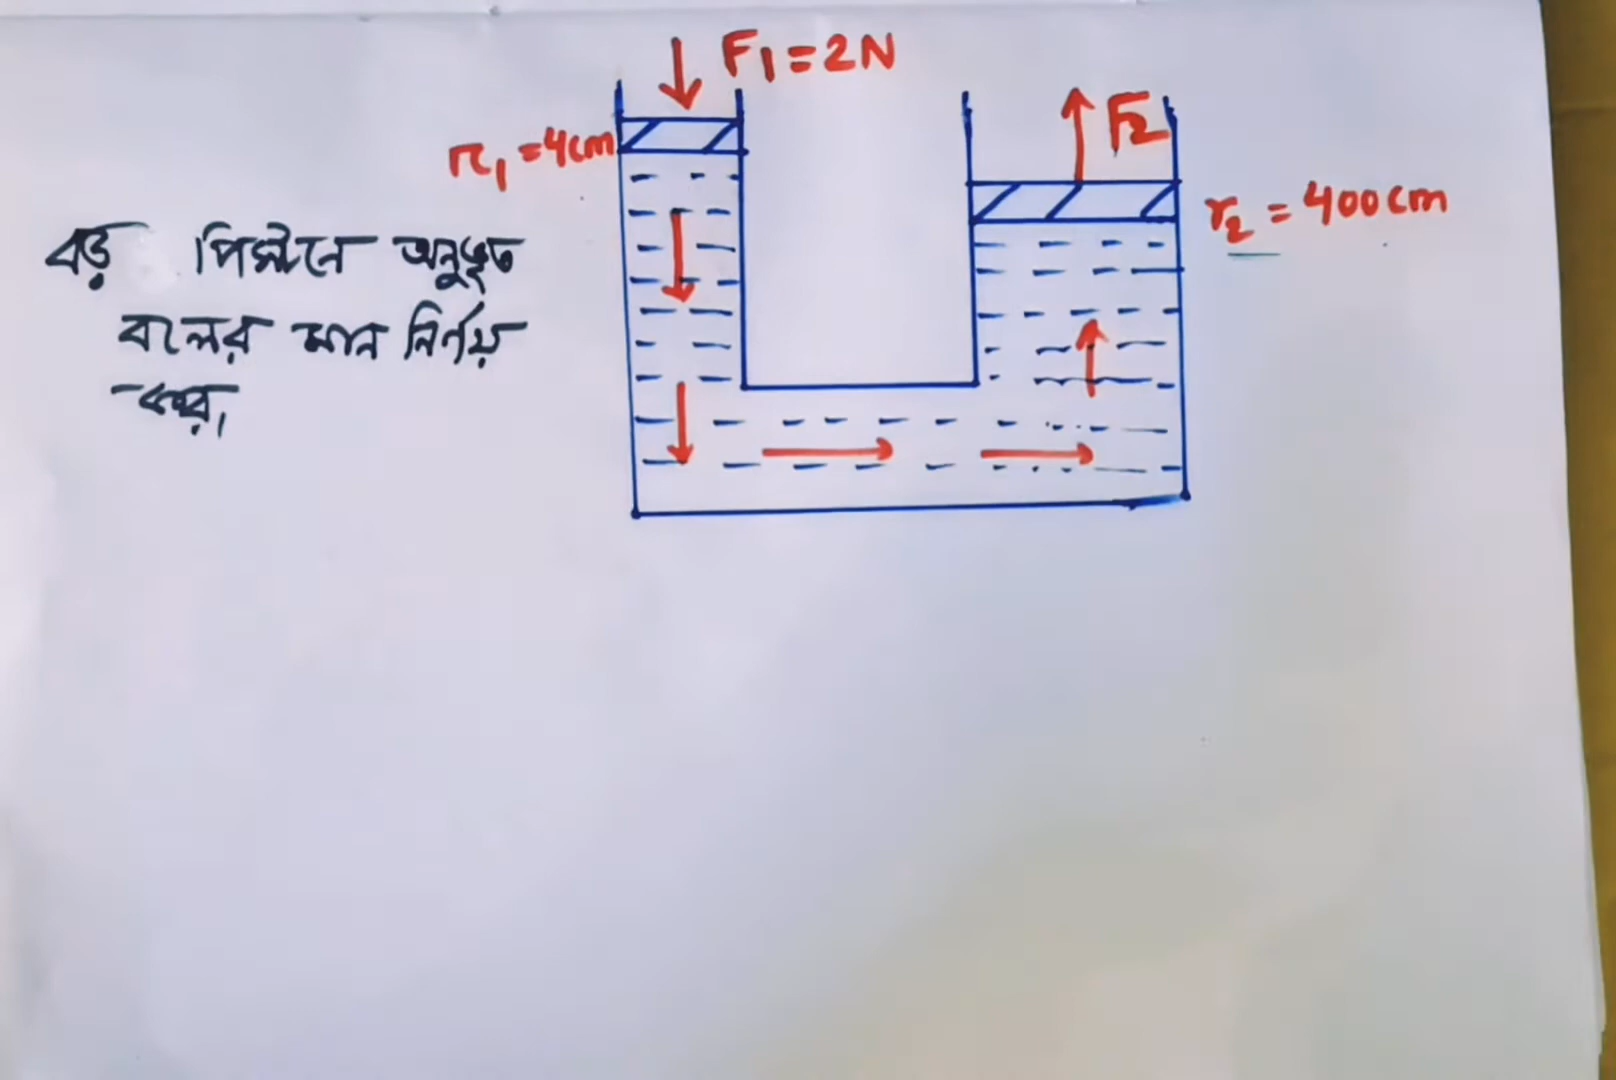 F1 = 2N
r1 = 4cm
F2
r2 = 400cm
বড় পিস্টনে অনুভূত
বলের মান নির্ণয়
কর।